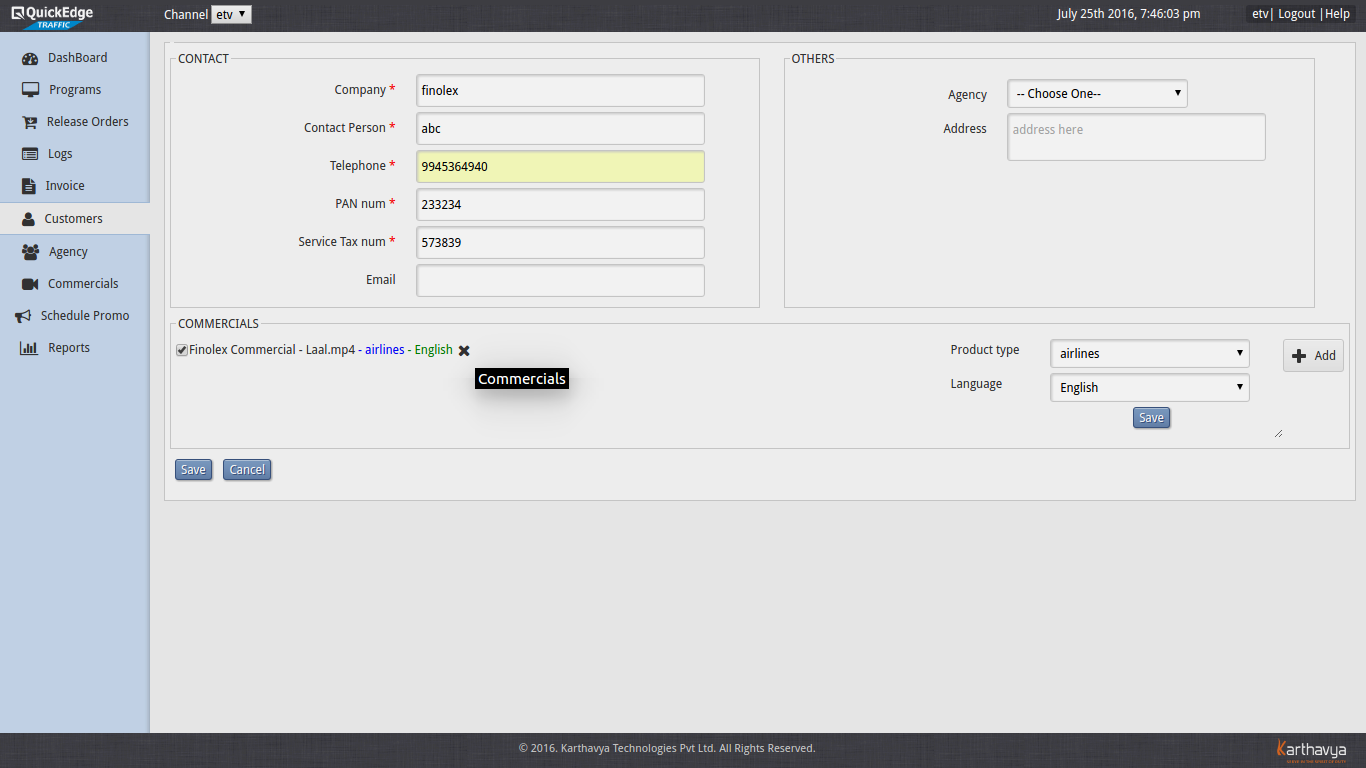 QuickEdge
TRAFFIC
Channel etv
July 25th 2016, 7:46:03 pm
etv| Logout |Help
DashBoard
Programs
Release Orders
Logs
Invoice
Customers
Agency
Commercials
Schedule Promo
Reports
CONTACT
Company *
finolex
Contact Person *
abc
Telephone *
9945364940
PAN num *
233234
Service Tax num *
573839
Email
OTHERS
Agency
-- Choose One--
Address
address here
COMMERCIALS
Finolex Commercial - Laal.mp4 - airlines - English
Commercials
Product type
airlines
Add
Language
English
Save
Save
Cancel
© 2016. Karthavya Technologies Pvt Ltd. All Rights Reserved.
Karthavya